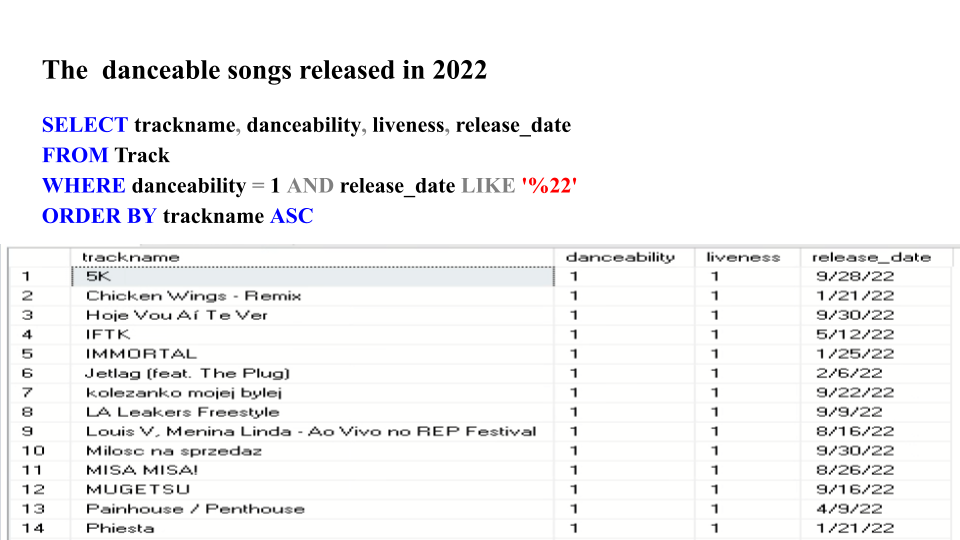 The  danceable songs released in 2022
SELECT trackname, danceability, liveness, release_date
FROM Track
WHERE danceability = 1 AND release_date LIKE '%22'
ORDER BY trackname ASC
trackname danceability liveness release_date
1 5K 1 1 9/28/22
2 Chicken Wings - Remix 1 1 1/21/22
3 Hoje Vou Aí Te Ver 1 1 9/30/22
4 IFTK 1 1 5/12/22
5 IMMORTAL 1 1 1/25/22
6 Jetlag (feat. The Plug) 1 1 2/6/22
7 kolezanko mojej bylej 1 1 9/22/22
8 LA Leakers Freestyle 1 1 9/9/22
9 Louis V, Menina Linda - Ao Vivo no REP Festival 1 1 8/16/22
10 Milosc na sprzedaz 1 1 9/30/22
11 MISA MISA! 1 1 8/26/22
12 MUGETSU 1 1 9/16/22
13 Painhouse / Penthouse 1 1 4/9/22
14 Phiesta 1 1 1/21/22